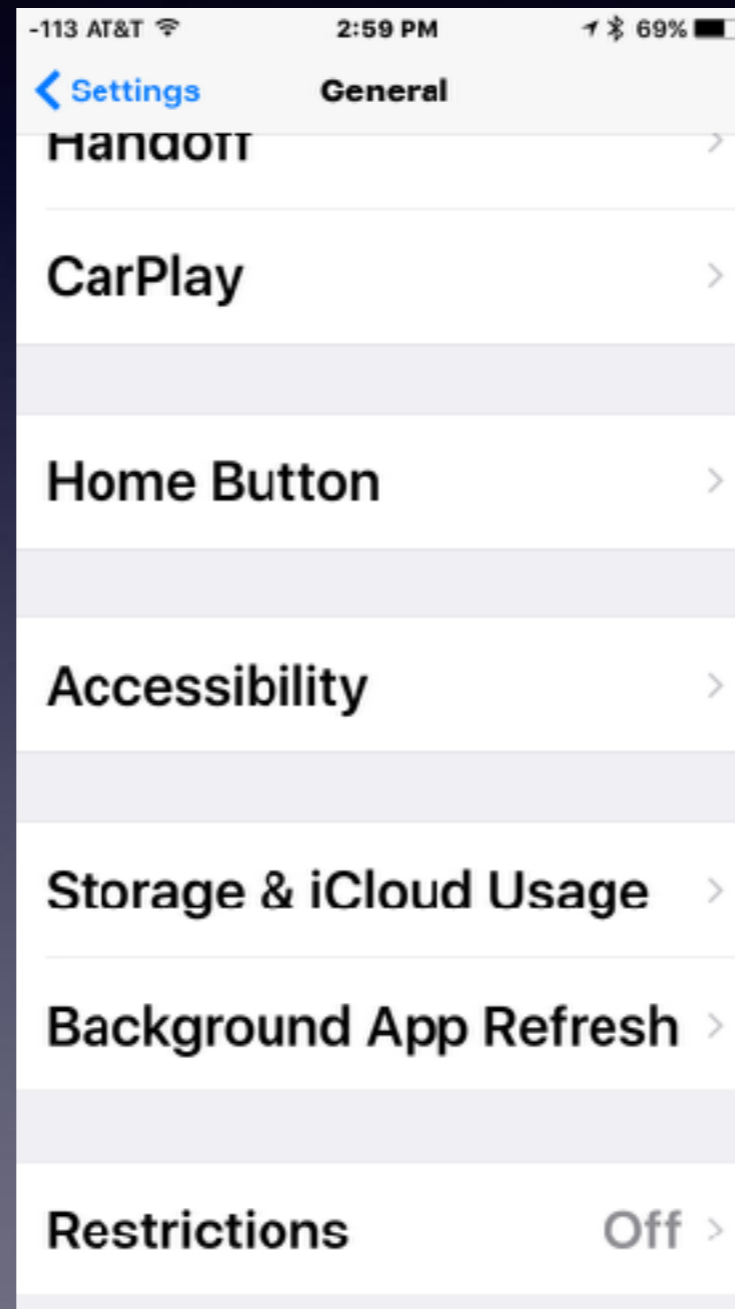 -113 AT&T 2:59 PM 69%
Settings General
Handoff
CarPlay
Home Button
Accessibility
Storage & iCloud Usage
Background App Refresh
Restrictions Off